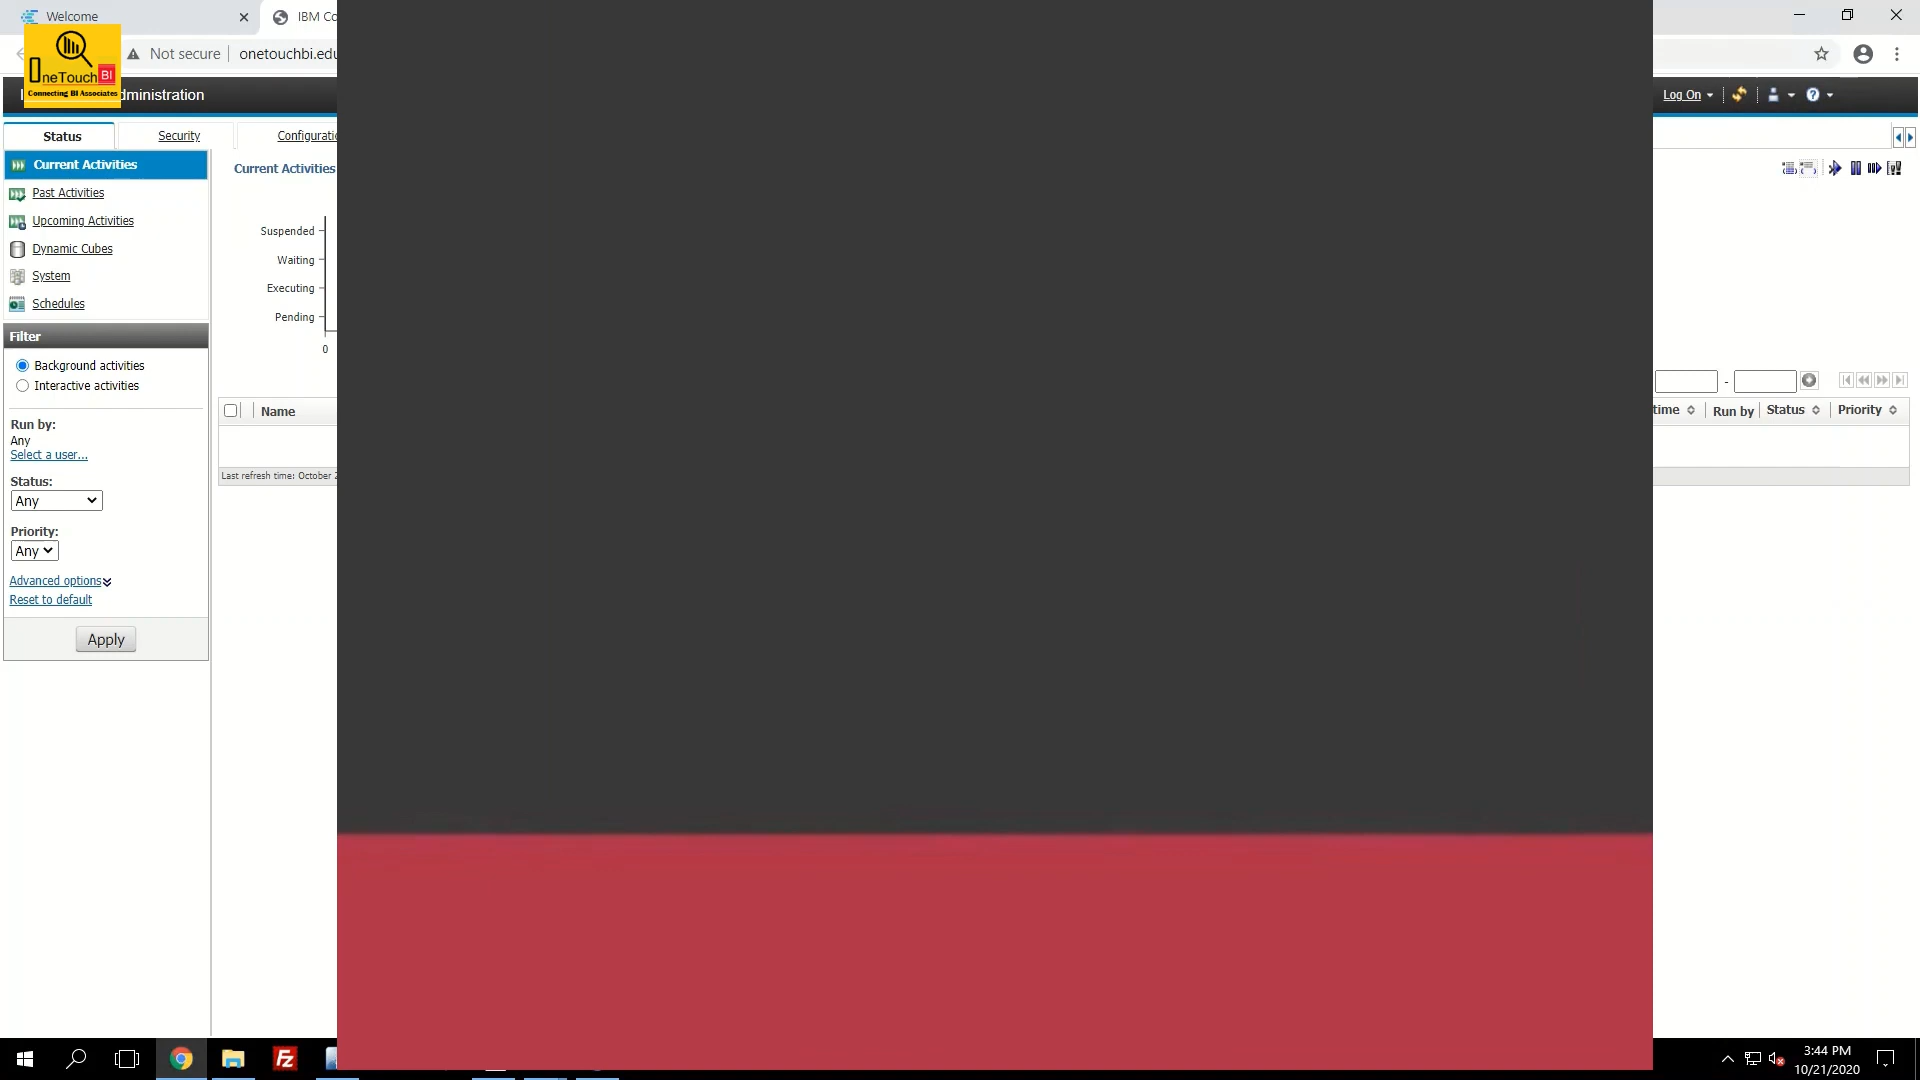 Welcome
IBM Co
OneTouch BI
Connecting BI Associates
Not secure
onetouchbi.edu
dministration
Log On
Status
Security
Configuratio
Current Activities
Past Activities
Upcoming Activities
Dynamic Cubes
System
Schedules
Filter
Background activities
Interactive activities
Run by:
Any
Select a user...
Status:
Any
Priority:
Any
Advanced options
Reset to default
Apply
Current Activities
Suspended
Waiting
Executing
Pending
0
-
Name
time
Run by
Status
Priority
Last refresh time: October 2
3:44 PM
10/21/2020